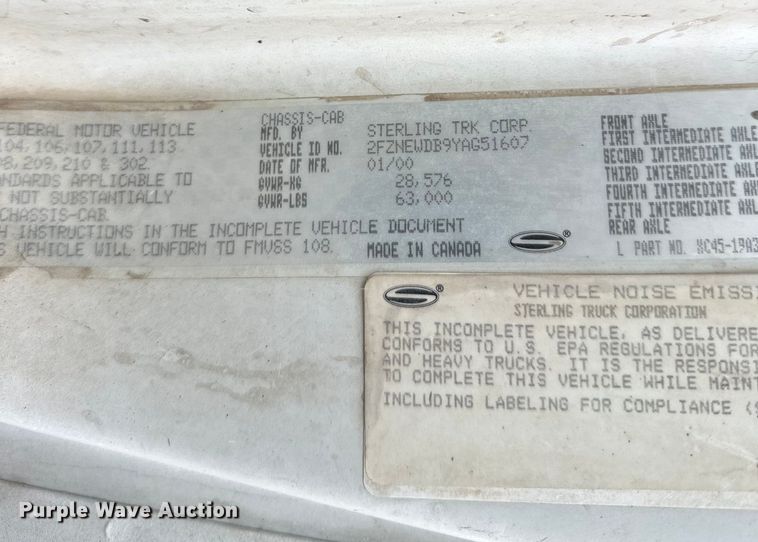 FEDERAL MOTOR VEHICLE
104, 106, 107, 111, 113
08, 209, 210 & 302.
NDARDS APPLICABLE TO
NOT SUBSTANTIALLY
CHASSIS-CAB.
H INSTRUCTIONS IN THE INCOMPLETE VEHICLE DOCUMENT
S VEHICLE WILL CONFORM TO FMVSS 108.
CHASSIS-CAB
MFD. BY STERLING TRK CORP.
VEHICLE ID NO. 2FZNEWDB9YAG51607
DATE OF MFR. 01/00
GVWR-KG 28,576
GVWR-LBS 63,000
MADE IN CANADA
S®
FRONT AXLE
FIRST INTERMEDIATE AXLE
SECOND INTERMEDIATE AXLE
THIRD INTERMEDIATE AXLE
FOURTH INTERMEDIATE AXLE
FIFTH INTERMEDIATE AXL
REAR AXLE
L PART NO. XC45-19A3
S®
VEHICLE NOISE EMISSI
STERLING TRUCK CORPORATION
THIS INCOMPLETE VEHICLE, AS DELIVERE
CONFORMS TO U.S. EPA REGULATIONS FOR
AND HEAVY TRUCKS. IT IS THE RESPONSI
TO COMPLETE THIS VEHICLE WHILE MAINT
INCLUDING LABELING FOR COMPLIANCE (§
Purple Wave Auction